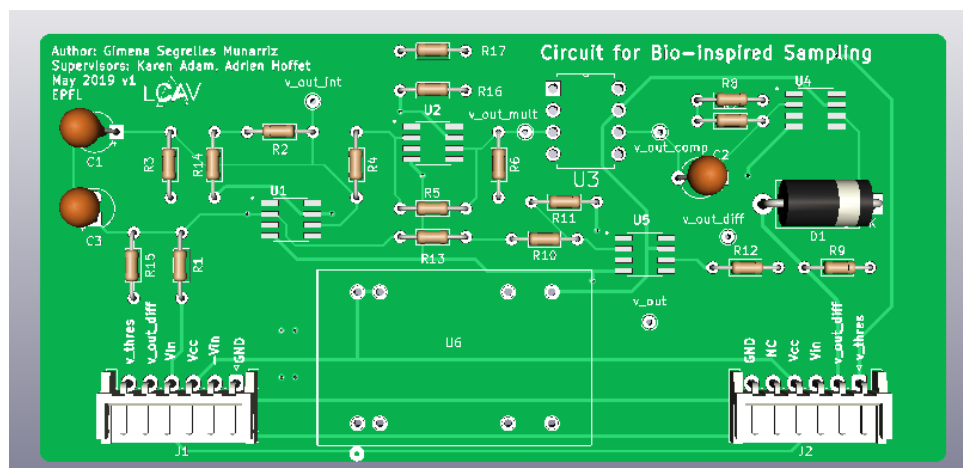 Author: Gimena Segrelles Munarriz
Supervisors: Karen Adam. Adrien Hoffet
May 2019 v1
EPFL
LCAV
Circuit for Bio-inspired Sampling
R17
R16
v_out_int
U2
v_out_mult
R8
U4
C1
R3
R14
R2
R4
R6
U3
v_out_comp
C2
C3
U1
R5
R13
R11
R10
U5
v_out_diff
D1
K
R15
R1
R12
R9
v_out
U6
v_thres
v_out_diff
Vin
Vcc
-Vin
GND
GND
NC
Vcc
Vin
v_out_diff
v_thres
J1
J2